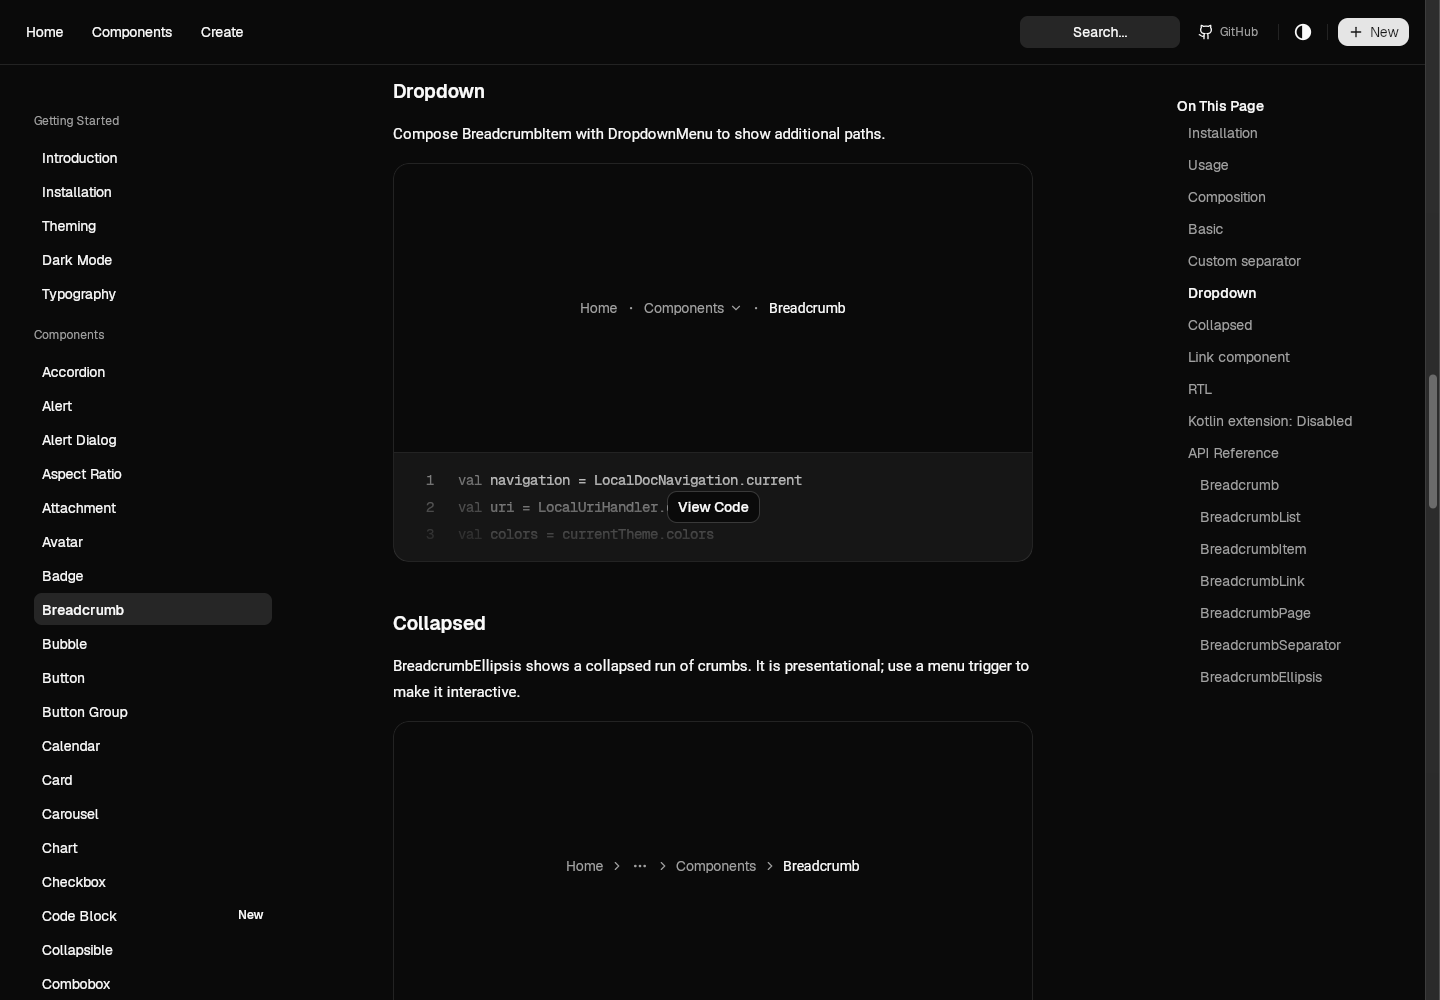 Home
Components
Create
Search...
GitHub
New
Getting Started
Introduction
Installation
Theming
Dark Mode
Typography
Components
Accordion
Alert
Alert Dialog
Aspect Ratio
Attachment
Avatar
Badge
Breadcrumb
Bubble
Button
Button Group
Calendar
Card
Carousel
Chart
Checkbox
Code Block New
Collapsible
Combobox
Dropdown
Compose BreadcrumbItem with DropdownMenu to show additional paths.
Home · Components · Breadcrumb
1 val navigation = LocalDocNavigation.current
2 val uri = LocalUriHandler.
View Code
3 val colors = currentTheme.colors
Collapsed
BreadcrumbEllipsis shows a collapsed run of crumbs. It is presentational; use a menu trigger to
make it interactive.
Home > ··· > Components > Breadcrumb
On This Page
Installation
Usage
Composition
Basic
Custom separator
Dropdown
Collapsed
Link component
RTL
Kotlin extension: Disabled
API Reference
Breadcrumb
BreadcrumbList
BreadcrumbItem
BreadcrumbLink
BreadcrumbPage
BreadcrumbSeparator
BreadcrumbEllipsis